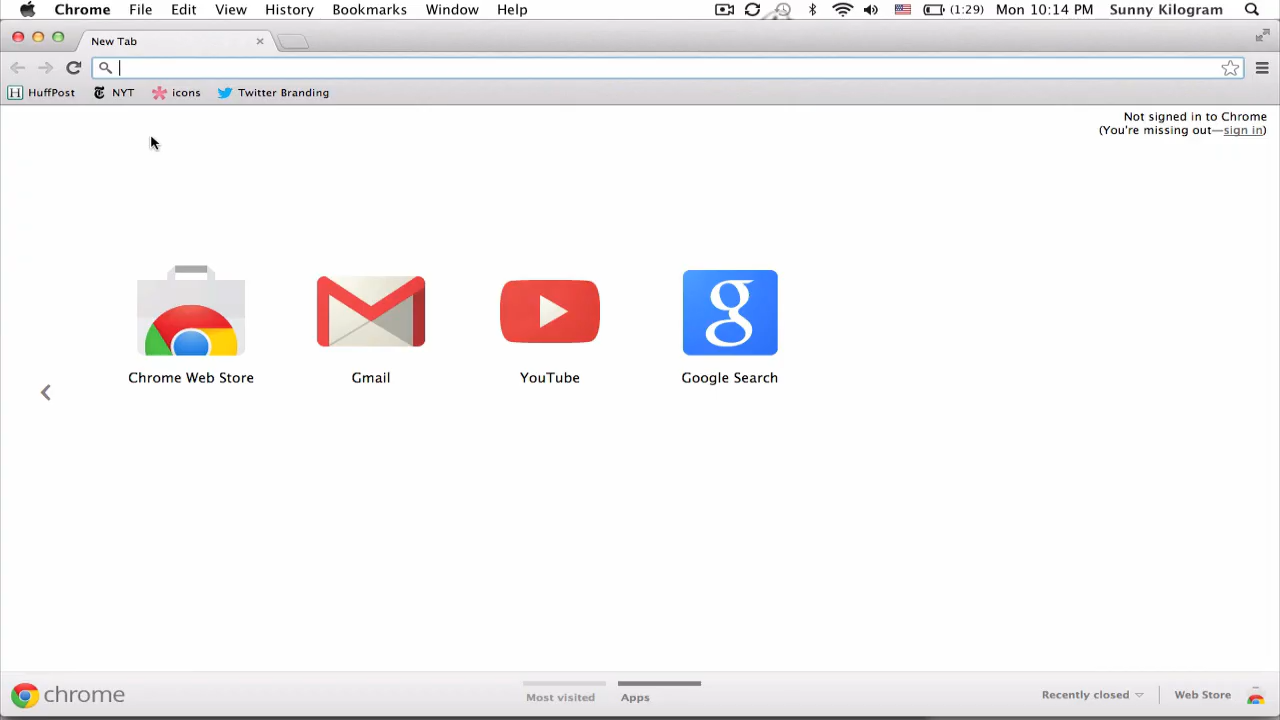 Chrome File Edit View History Bookmarks Window Help (1:29) Mon 10:14 PM Sunny Kilogram
New Tab
H HuffPost NYT icons Twitter Branding
Not signed in to Chrome
(You're missing out—sign in)
g
Chrome Web Store Gmail YouTube Google Search
chrome Most visited Apps Recently closed Web Store